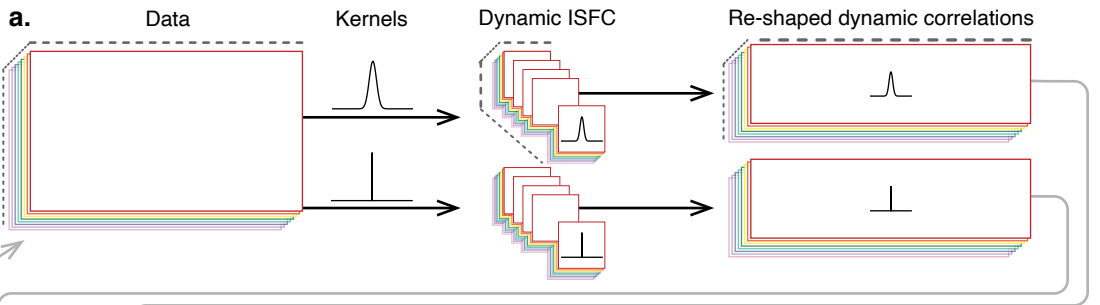 a.
Data
Kernels
Dynamic ISFC
Re-shaped dynamic correlations